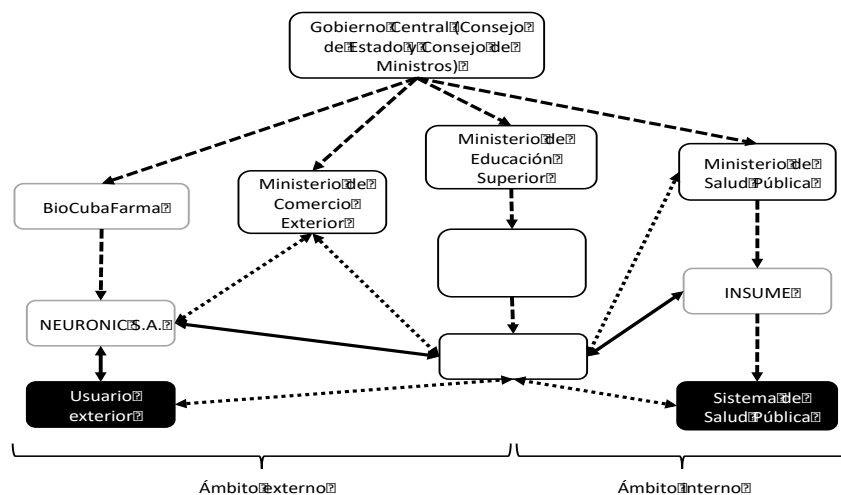 Gobierno Central (Consejo
de Estado y Consejo de
Ministros)
Ministerio de
Educación
Superior
Ministerio de
Salud Pública
Ministerio de
Comercio
Exterior
BioCubaFarma
INSUME
NEURONIC S.A.
Usuario
exterior
Sistema de
Salud Pública
Ámbito externo
Ámbito interno